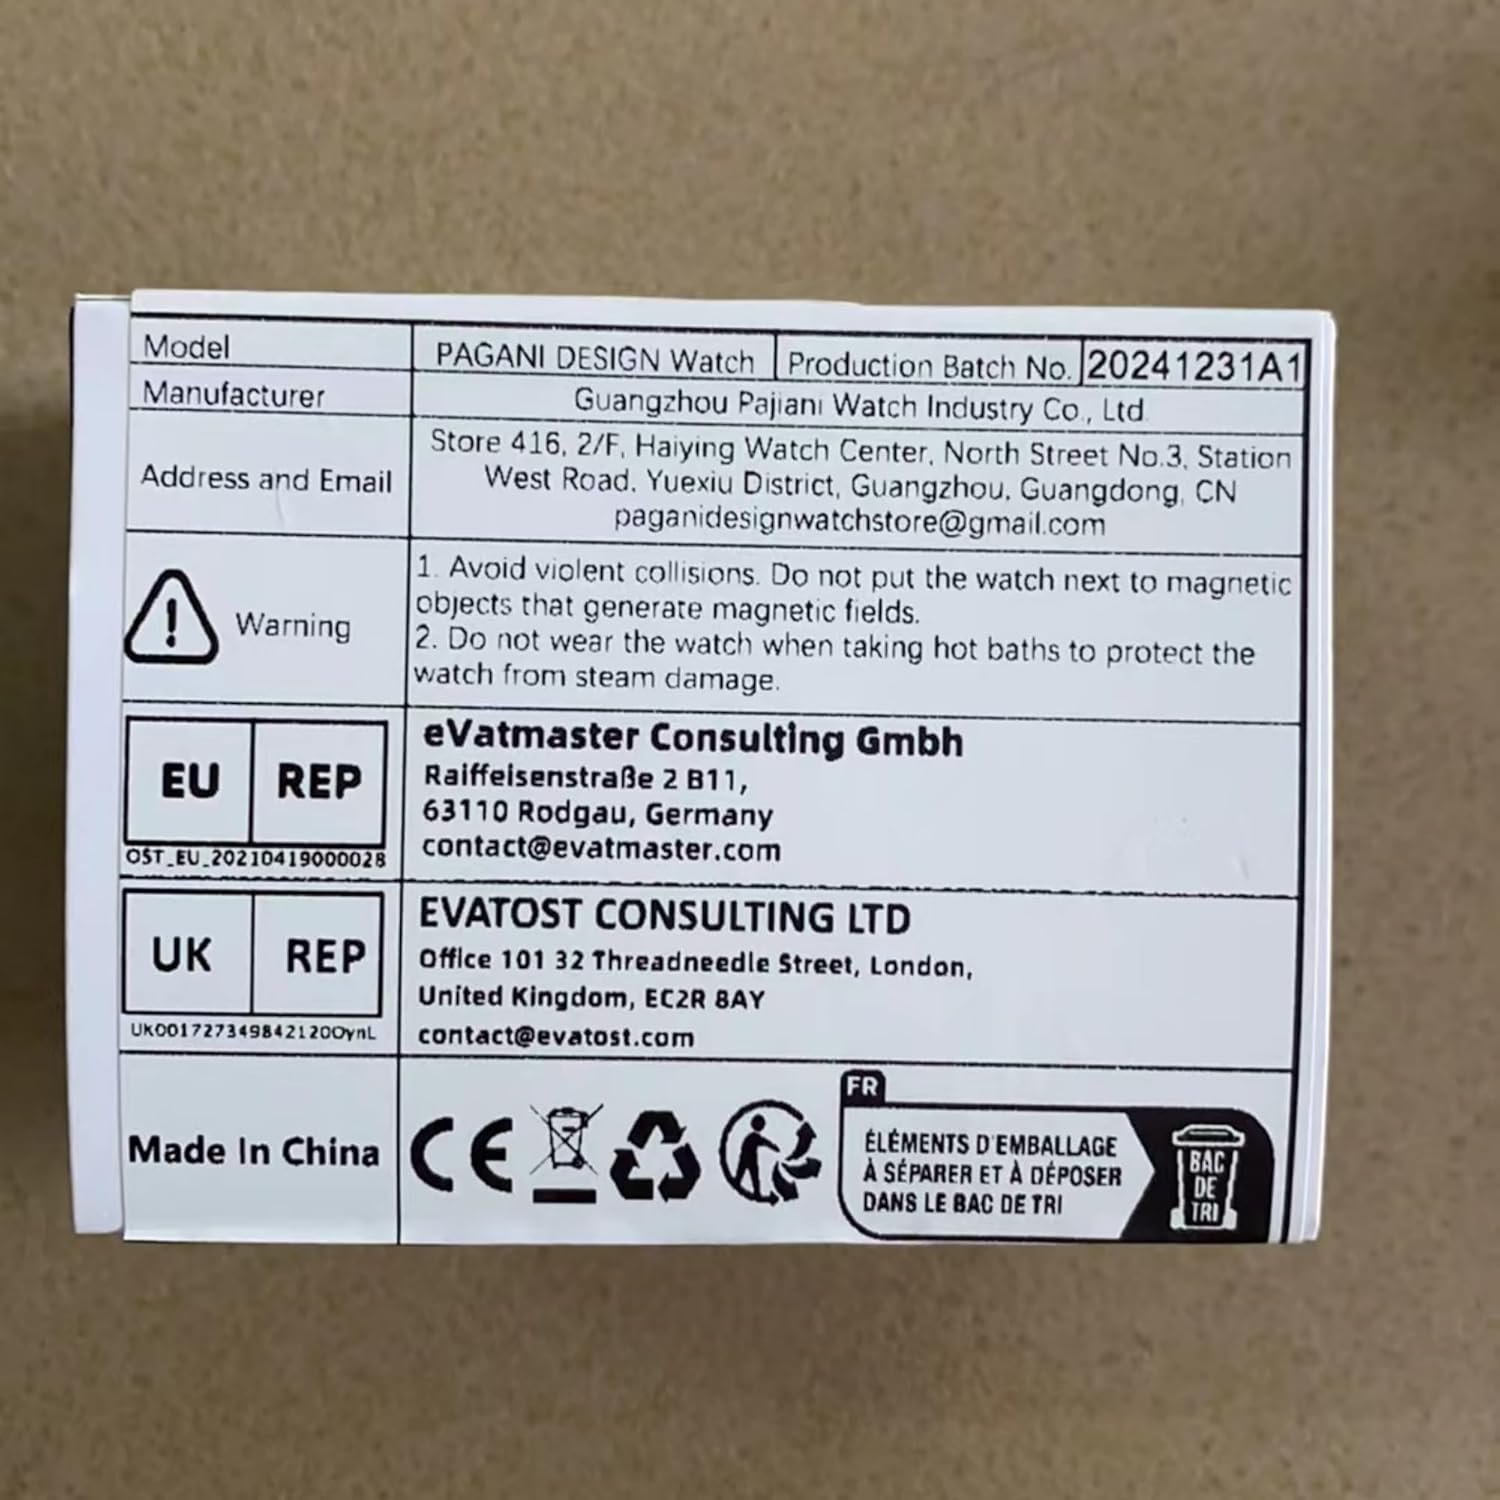 Model
PAGANI DESIGN Watch
Production Batch No.
20241231A1
Manufacturer
Guangzhou Pajiani Watch Industry Co., Ltd.
Address and Email
Store 416, 2/F, Haiying Watch Center, North Street No.3, Station
West Road, Yuexiu District, Guangzhou, Guangdong, CN
paganidesignwatchstore@gmail.com
Warning
1. Avoid violent collisions. Do not put the watch next to magnetic
objects that generate magnetic fields.
2. Do not wear the watch when taking hot baths to protect the
watch from steam damage.
EU REP
OST_EU_20210419000028
eVatmaster Consulting Gmbh
Raiffeisenstraße 2 B11,
63110 Rodgau, Germany
contact@evatmaster.com
UK REP
UK00172734984212OOynL
EVATOST CONSULTING LTD
Office 101 32 Threadneedle Street, London,
United Kingdom, EC2R 8AY
contact@evatost.com
Made In China
CE
FR
ÉLÉMENTS D'EMBALLAGE
À SÉPARER ET À DÉPOSER
DANS LE BAC DE TRI
BAC
DE
TRI